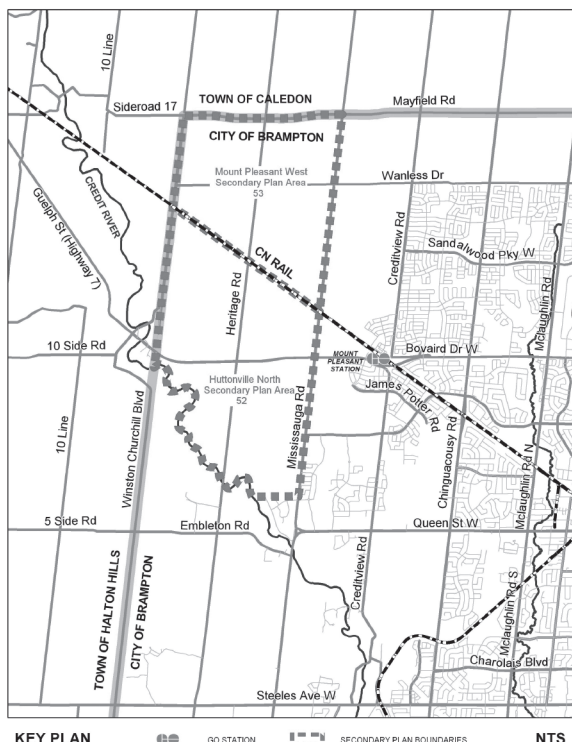 10 Line
Sideroad 17
TOWN OF CALEDON
Mayfield Rd
CITY OF BRAMPTON
Mount Pleasant West
Secondary Plan Area
53
Wanless Dr
CREDIT RIVER
Guelph St (Highway 7)
CN RAIL
Heritage Rd
Creditview Rd
Sandalwood Pky W
Mclaughlin Rd
10 Side Rd
MOUNT
PLEASANT
STATION
Bovaird Dr W
James Potter Rd
Huttonville North
Secondary Plan Area
52
10 Line
Winston Churchill Blvd
Mississauga Rd
Chinguacousy Rd
Mclaughlin Rd N
5 Side Rd
Embleton Rd
Queen St W
Creditview Rd
TOWN OF HALTON HILLS
CITY OF BRAMPTON
Mclaughlin Rd S
Charolais Blvd
Steeles Ave W
KEY PLAN
GO STATION
SECONDARY PLAN BOUNDARIES
NTS